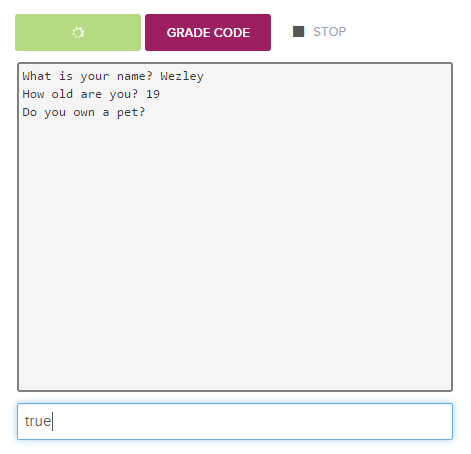 GRADE CODE
STOP
What is your name? Wezley
How old are you? 19
Do you own a pet?
true